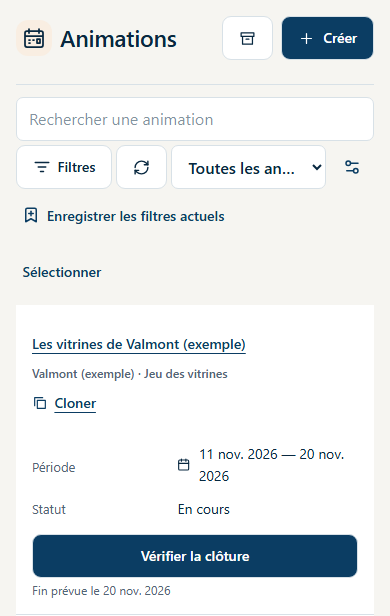 Animations
Créer
Rechercher une animation
Filtres
Toutes les an...
Enregistrer les filtres actuels
Sélectionner
Les vitrines de Valmont (exemple)
Valmont (exemple) · Jeu des vitrines
Cloner
Période
11 nov. 2026 — 20 nov.
2026
Statut
En cours
Vérifier la clôture
Fin prévue le 20 nov. 2026